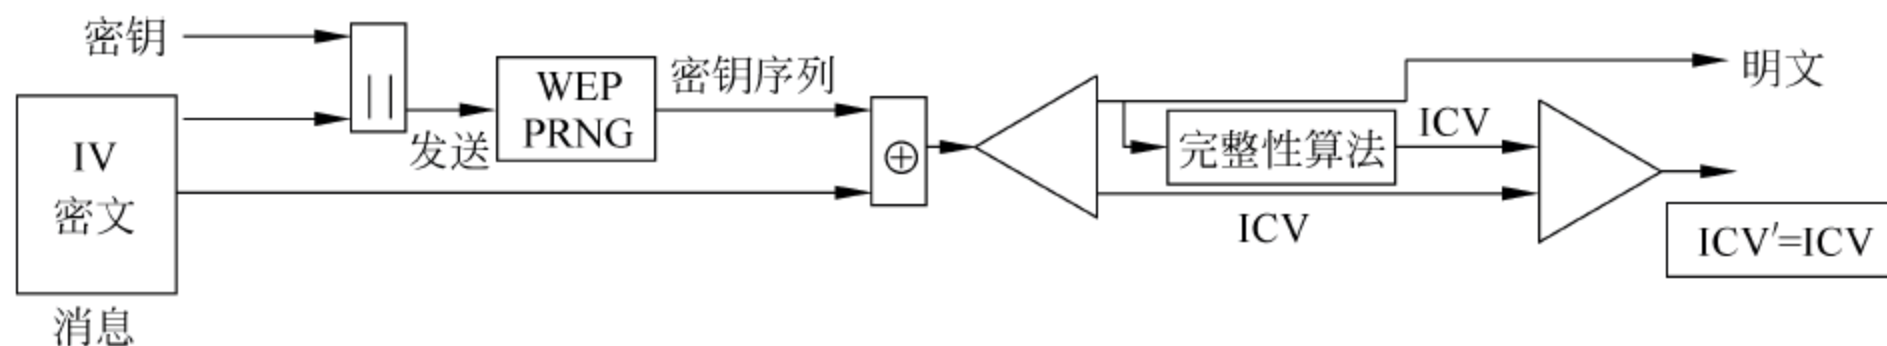 密钥
||
IV
密文
消息
发送
WEP
PRNG
密钥序列
⊕
完整性算法
ICV
ICV
明文
ICV′=ICV